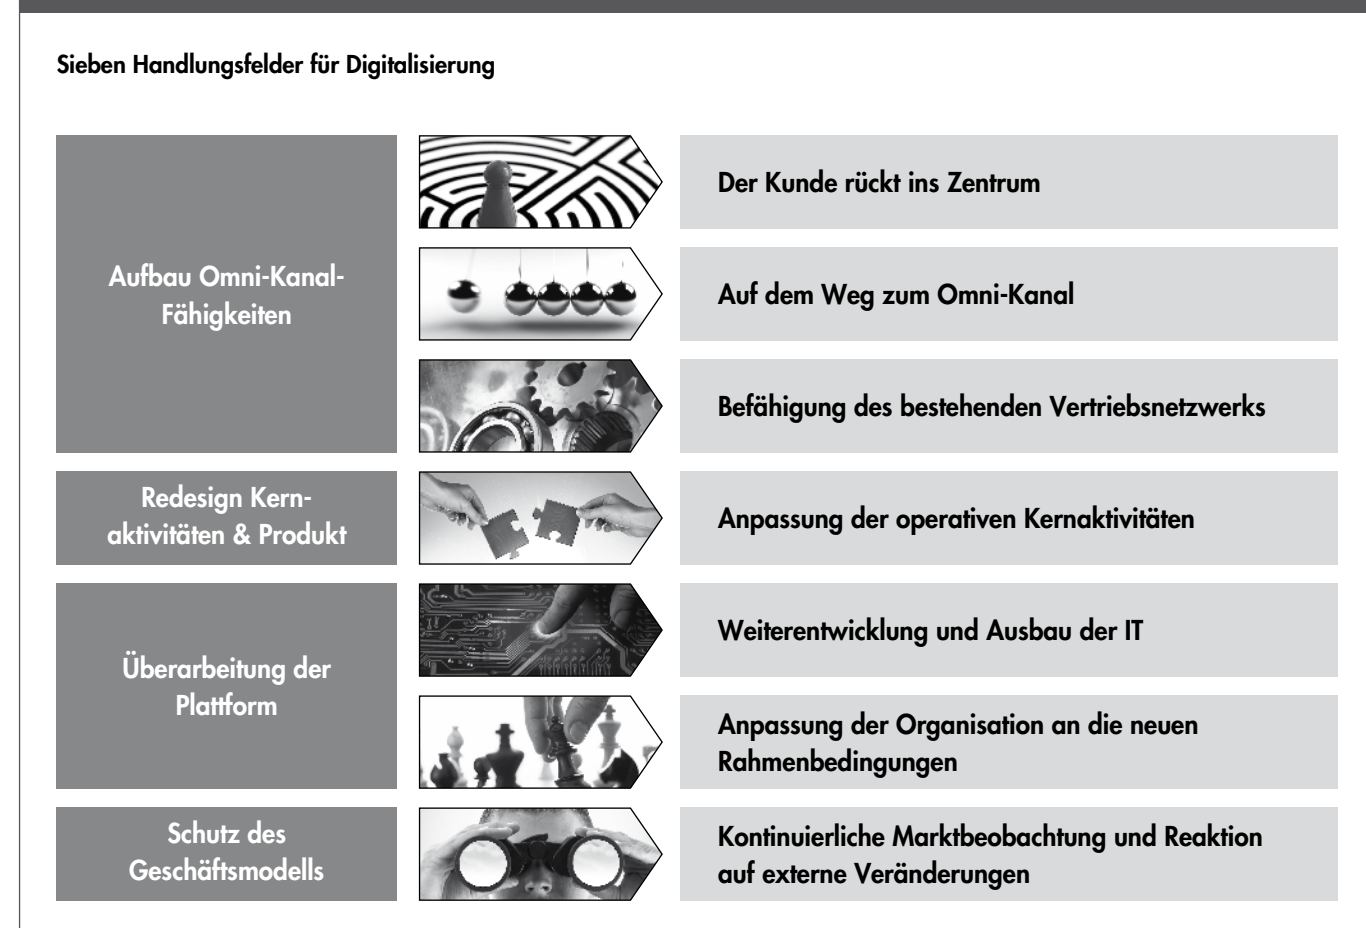 Sieben Handlungsfelder für Digitalisierung
Aufbau Omni-Kanal-
Fähigkeiten
Der Kunde rückt ins Zentrum
Auf dem Weg zum Omni-Kanal
Befähigung des bestehenden Vertriebsnetzwerks
Redesign Kern-
aktivitäten & Produkt
Anpassung der operativen Kernaktivitäten
Überarbeitung der
Plattform
Weiterentwicklung und Ausbau der IT
Anpassung der Organisation an die neuen
Rahmenbedingungen
Schutz des
Geschäftsmodells
Kontinuierliche Marktbeobachtung und Reaktion
auf externe Veränderungen